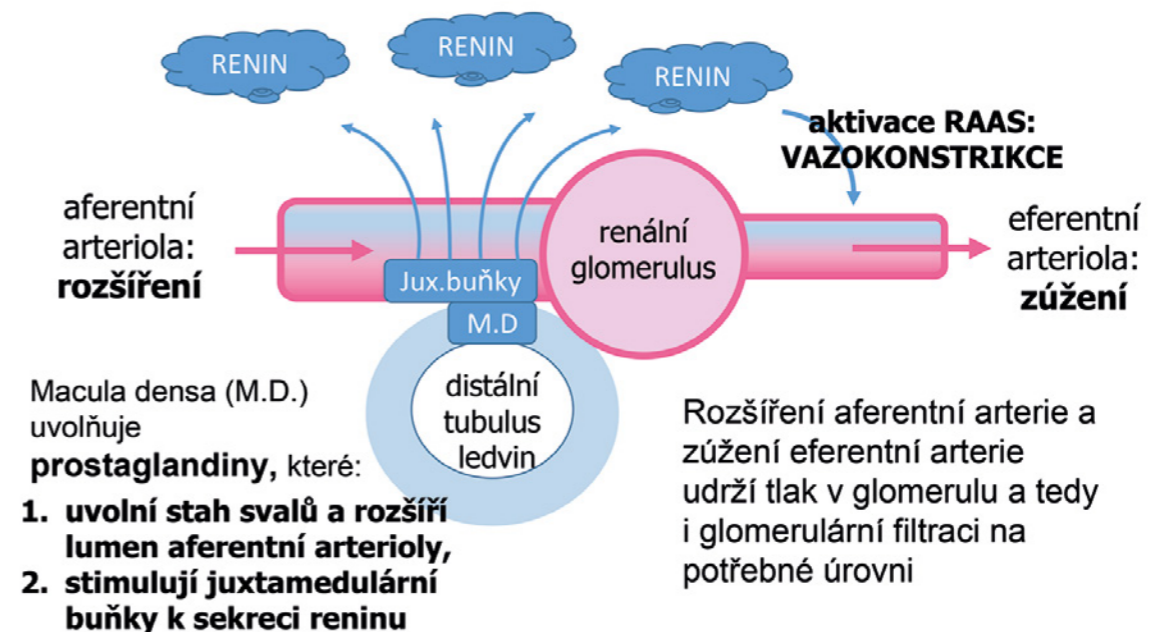 RENIN
RENIN
RENIN
aktivace RAAS:
VAZOKONSTRIKCE
aferentní
arteriola:
rozšíření
renální
glomerulus
eferentní
arteriola:
zúžení
Jux.buňky
M.D
distální
tubulus
ledvin
Macula densa (M.D.)
uvolňuje
prostaglandiny, které:
1. uvolní stah svalů a rozšíří
lumen aferentní arterioly,
2. stimulují juxtamedulární
buňky k sekreci reninu
Rozšíření aferentní arterie a
zúžení eferentní arterie
udrží tlak v glomerulu a tedy
i glomerulární filtraci na
potřebné úrovni